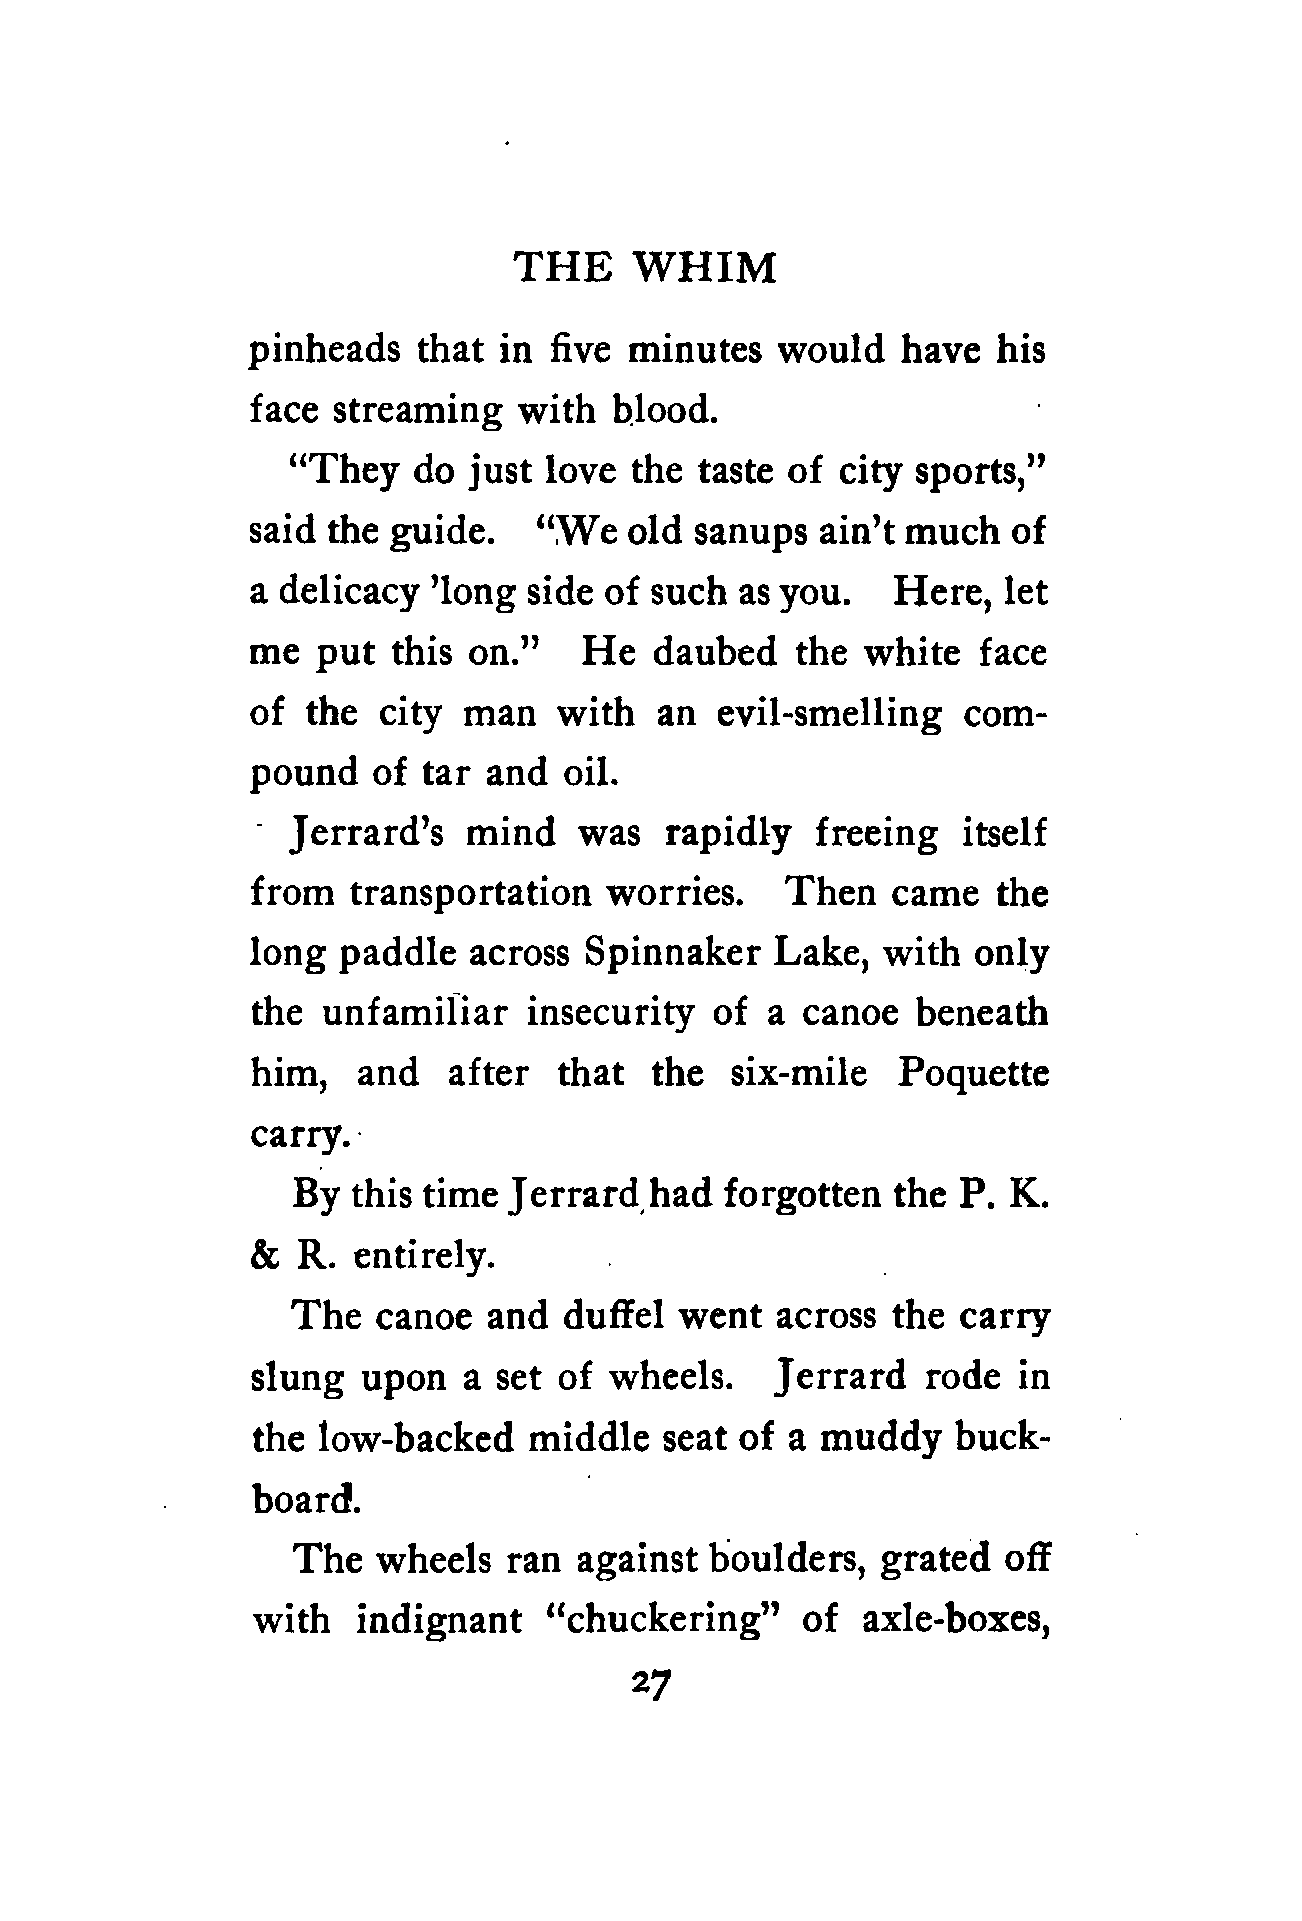 THE WHIM
pinheads that in five minutes would have his
face streaming with blood.
“They do just love the taste of city sports,”
said the guide. “We old sanups ain’t much of
a delicacy ’long side of such as you. Here, let
me put this on.” He daubed the white face
of the city man with an evil-smelling com-
pound of tar and oil.
Jerrard’s mind was rapidly freeing itself
from transportation worries. Then came the
long paddle across Spinnaker Lake, with only
the unfamiliar insecurity of a canoe beneath
him, and after that the six-mile Poquette
carry.
By this time Jerrard had forgotten the P. K.
& R. entirely.
The canoe and duffel went across the carry
slung upon a set of wheels. Jerrard rode in
the low-backed middle seat of a muddy buck-
board.
The wheels ran against boulders, grated off
with indignant “chuckering” of axle-boxes,
27